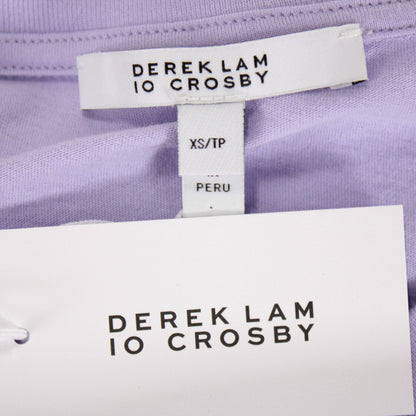 DEREK LAM
10 CROSBY
XS/TP
PERU
DEREK LAM
10 CROSBY